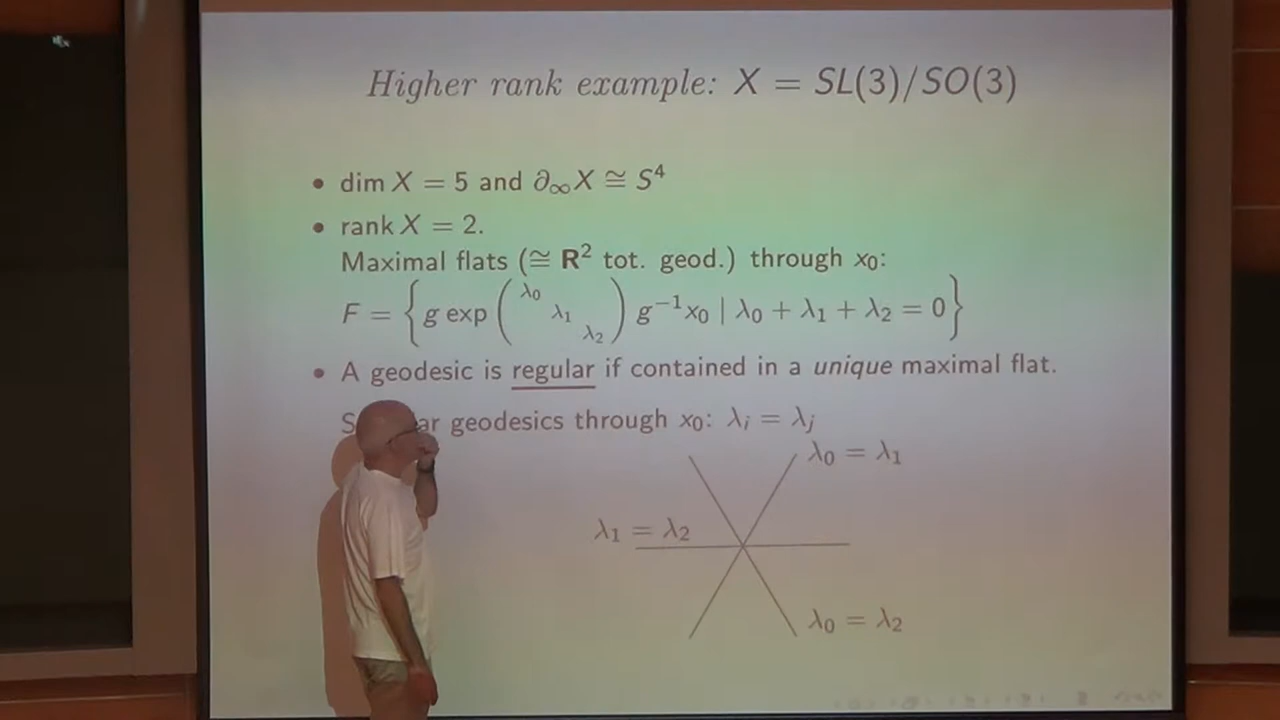 Higher rank example: X = SL(3)/SO(3)
• dim X = 5 and ∂∞X ≅ S⁴
• rank X = 2.
Maximal flats (≅ R² tot. geod.) through x₀:
F = { g exp ( λ₀ λ₁ λ₂ ) g⁻¹x₀ | λ₀ + λ₁ + λ₂ = 0 }
• A geodesic is regular if contained in a unique maximal flat.
geodesics through x₀: λᵢ = λⱼ
λ₀ = λ₁
λ₁ = λ₂
λ₀ = λ₂